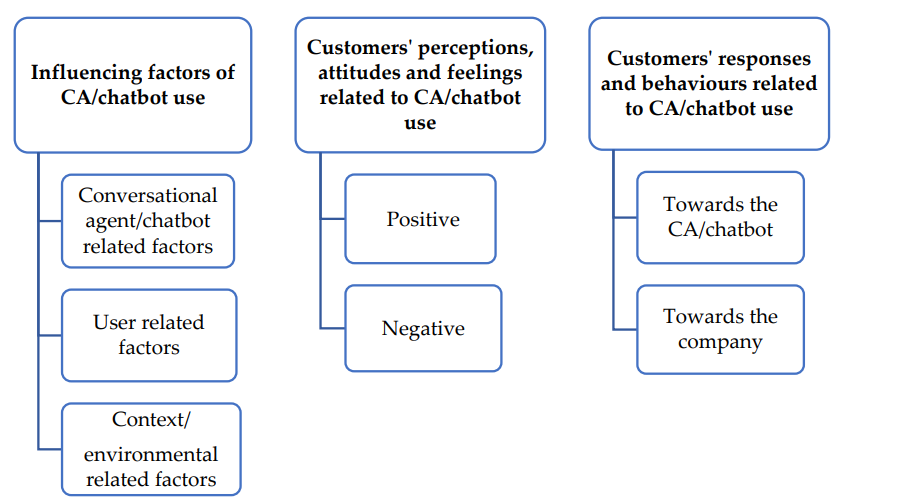 Influencing factors of
CA/chatbot use
Conversational
agent/chatbot
related factors
User related
factors
Context/
environmental
related factors
Customers' perceptions,
attitudes and feelings
related to CA/chatbot
use
Positive
Negative
Customers' responses
and behaviours related
to CA/chatbot use
Towards the
CA/chatbot
Towards the
company